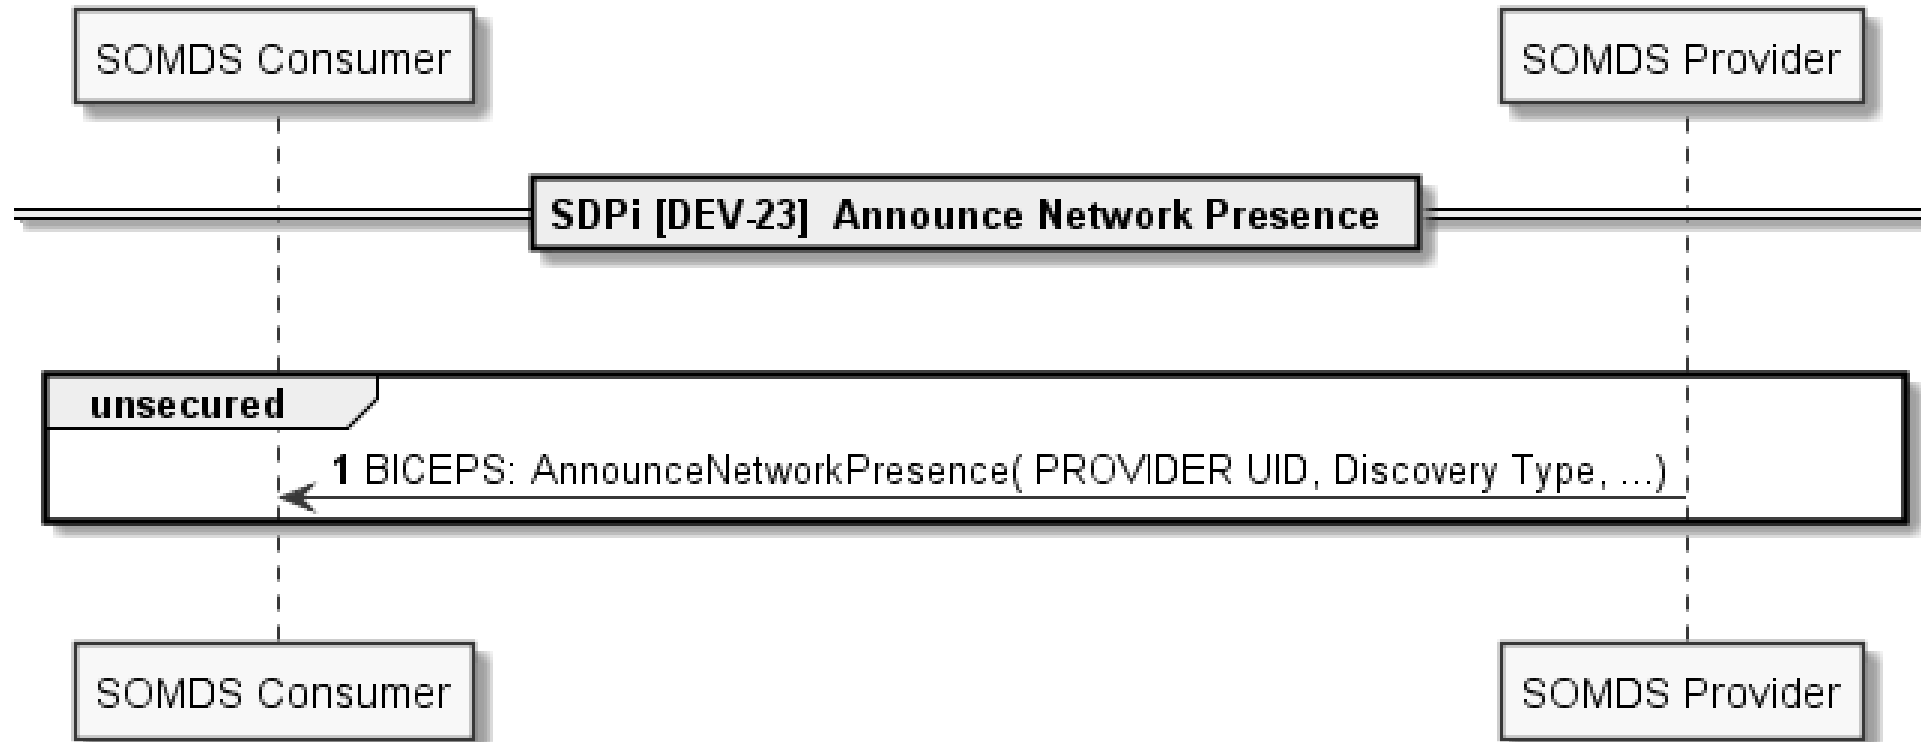 SOMDS Consumer
SOMDS Provider
SDPi [DEV-23]  Announce Network Presence
unsecured
1 BICEPS: AnnounceNetworkPresence( PROVIDER UID, Discovery Type, ...)
SOMDS Consumer
SOMDS Provider